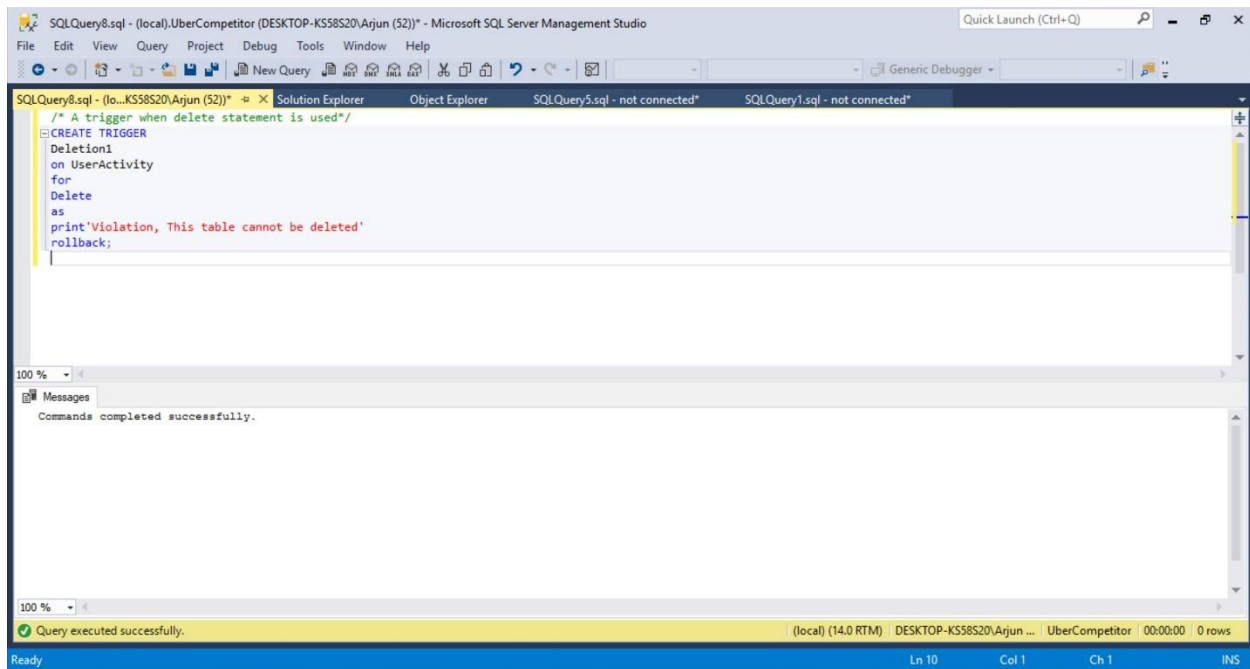 SQLQuery8.sql - (local).UberCompetitor (DESKTOP-KS58S20\Arjun (52))* - Microsoft SQL Server Management Studio
Quick Launch (Ctrl+Q)
File Edit View Query Project Debug Tools Window Help
New Query
Generic Debugger
SQLQuery8.sql - (lo...KS58S20\Arjun (52))* Solution Explorer Object Explorer SQLQuery5.sql - not connected* SQLQuery1.sql - not connected*
/* A trigger when delete statement is used*/
CREATE TRIGGER
Deletion1
on UserActivity
for
Delete
as
print'Violation, This table cannot be deleted'
rollback;
100 %
Messages
Commands completed successfully.
100 %
Query executed successfully.
(local) (14.0 RTM) DESKTOP-KS58S20\Arjun ... UberCompetitor 00:00:00 0 rows
Ready Ln 10 Col 1 Ch 1 INS